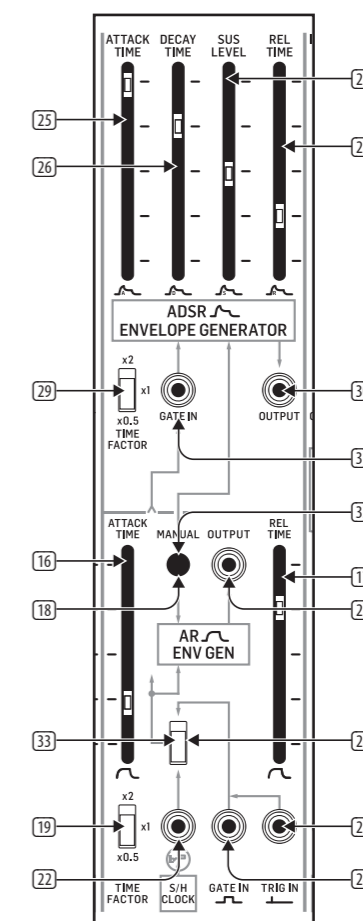 ATTACK TIME DECAY TIME SUS LEVEL REL TIME
25
26
ADSR
ENVELOPE GENERATOR
x2
x1
x0.5
TIME FACTOR
29
GATE IN
OUTPUT
ATTACK TIME
MANUAL
OUTPUT
REL TIME
16
18
AR
ENV GEN
33
x2
x1
x0.5
19
22
TIME FACTOR
S/H CLOCK
GATE IN
TRIG IN